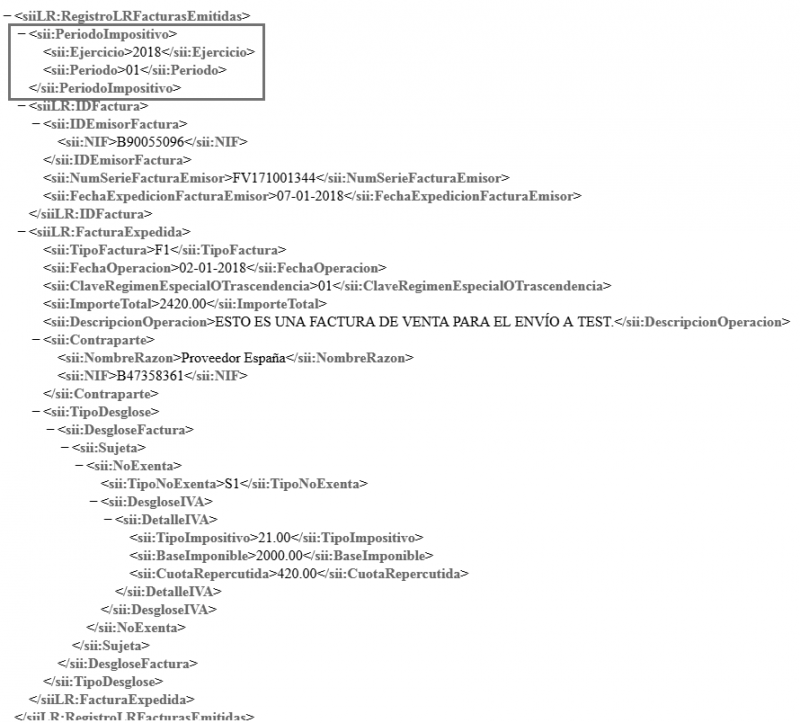 − <siiLR:RegistroLRFacturasEmitidas>
− <sii:PeriodoImpositivo>
<sii:Ejercicio>2018</sii:Ejercicio>
<sii:Periodo>01</sii:Periodo>
</sii:PeriodoImpositivo>
− <siiLR:IDFactura>
− <sii:IDEmisorFactura>
<sii:NIF>B90055096</sii:NIF>
</sii:IDEmisorFactura>
<sii:NumSerieFacturaEmisor>FV171001344</sii:NumSerieFacturaEmisor>
<sii:FechaExpedicionFacturaEmisor>07-01-2018</sii:FechaExpedicionFacturaEmisor>
</siiLR:IDFactura>
− <siiLR:FacturaExpedida>
<sii:TipoFactura>F1</sii:TipoFactura>
<sii:FechaOperacion>02-01-2018</sii:FechaOperacion>
<sii:ClaveRegimenEspecialOTrascendencia>01</sii:ClaveRegimenEspecialOTrascendencia>
<sii:ImporteTotal>2420.00</sii:ImporteTotal>
<sii:DescripcionOperacion>ESTO ES UNA FACTURA DE VENTA PARA EL ENVÍO A TEST.</sii:DescripcionOperacion>
− <sii:Contraparte>
<sii:NombreRazon>Proveedor España</sii:NombreRazon>
<sii:NIF>B47358361</sii:NIF>
</sii:Contraparte>
− <sii:TipoDesglose>
− <sii:DesgloseFactura>
− <sii:Sujeta>
− <sii:NoExenta>
<sii:TipoNoExenta>S1</sii:TipoNoExenta>
− <sii:DesgloseIVA>
− <sii:DetalleIVA>
<sii:TipoImpositivo>21.00</sii:TipoImpositivo>
<sii:BaseImponible>2000.00</sii:BaseImponible>
<sii:CuotaRepercutida>420.00</sii:CuotaRepercutida>
</sii:DetalleIVA>
</sii:DesgloseIVA>
</sii:NoExenta>
</sii:Sujeta>
</sii:DesgloseFactura>
</sii:TipoDesglose>
</siiLR:FacturaExpedida>
</siiLR:RegistroLRFacturasEmitidas>